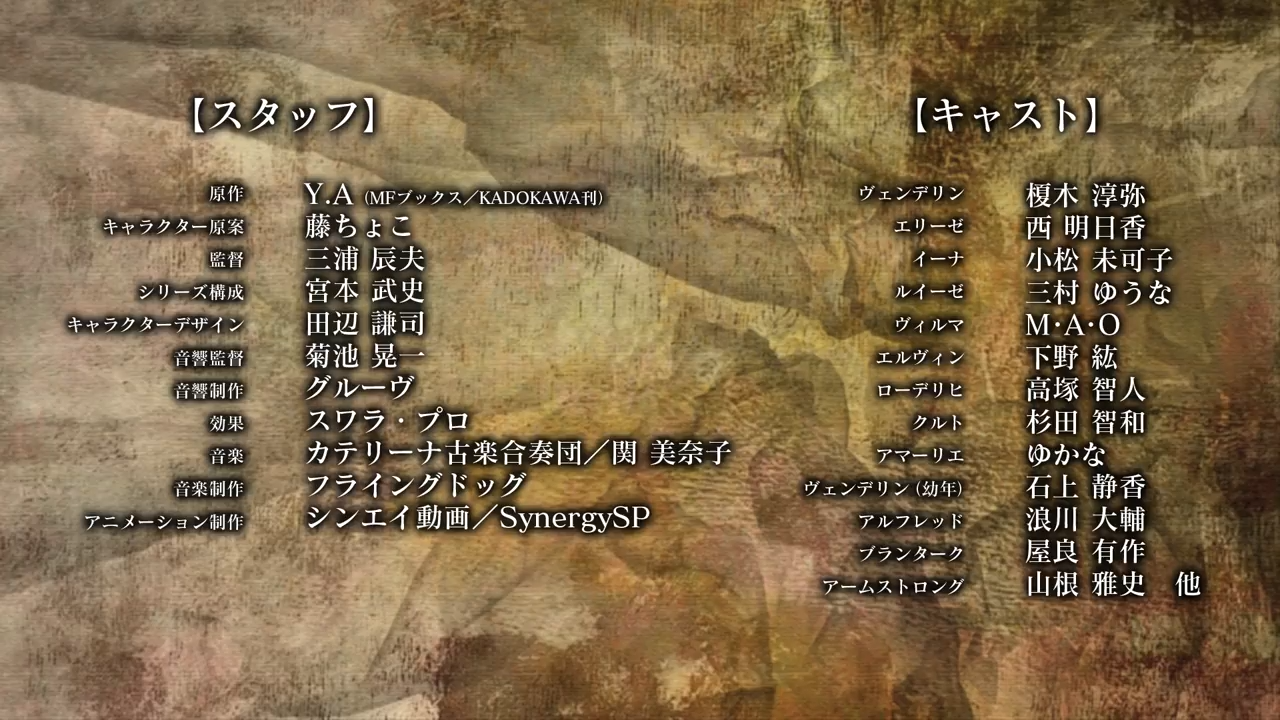 【スタッフ】
原作 Y.A (MFブックス／KADOKAWA刊)
キャラクター原案 藤ちょこ
監督 三浦 辰夫
シリーズ構成 宮本 武史
キャラクターデザイン 田辺 謙司
音響監督 菊池 晃一
音響制作 グルーヴ
効果 スワラ・プロ
音楽 カテリーナ古楽合奏団／関 美奈子
音楽制作 フライングドッグ
アニメーション制作 シンエイ動画／SynergySP
【キャスト】
ヴェンデリン 榎木 淳弥
エリーゼ 西 明日香
イーナ 小松 未可子
ルイーゼ 三村 ゆうな
ヴィルマ M・A・O
エルヴィン 下野 紘
ローデリヒ 高塚 智人
クルト 杉田 智和
アマーリエ ゆかな
ヴェンデリン(幼年) 石上 静香
アルフレッド 浪川 大輔
ブランターク 屋良 有作
アームストロング 山根 雅史 他